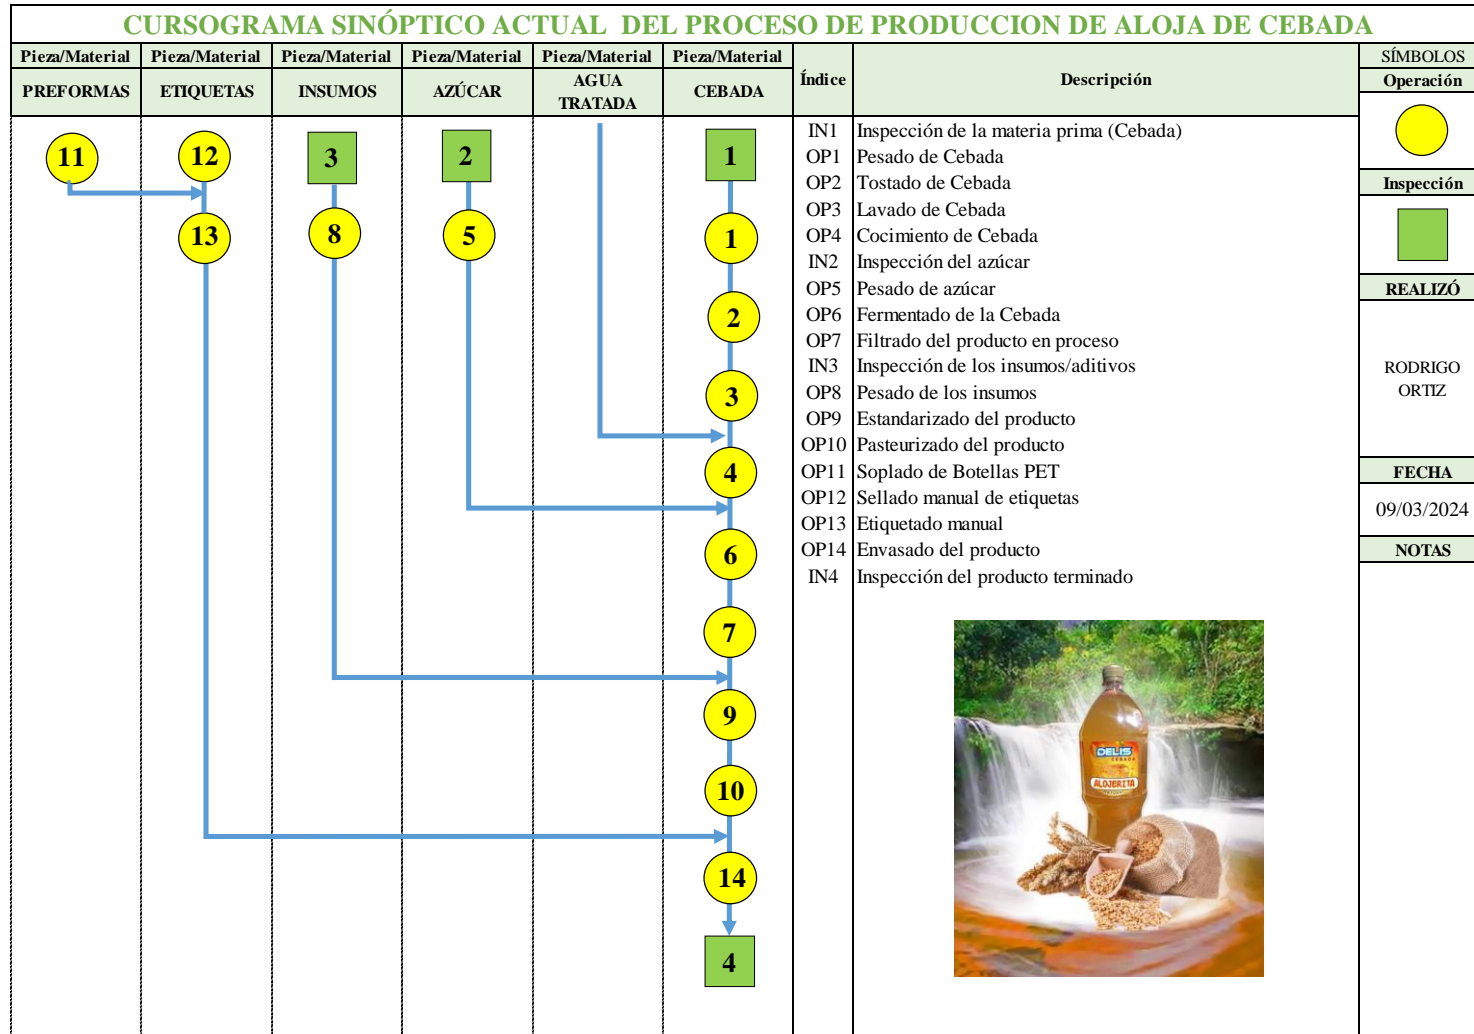 CURSOGRAMA SINÓPTICO ACTUAL DEL PROCESO DE PRODUCCION DE ALOJA DE CEBADA
Pieza/Material Pieza/Material Pieza/Material Pieza/Material Pieza/Material Pieza/Material
PREFORMAS ETIQUETAS INSUMOS AZÚCAR AGUA TRATADA CEBADA
Índice Descripción
SÍMBOLOS
Operación
Inspección
REALIZÓ
RODRIGO
ORTIZ
FECHA
09/03/2024
NOTAS
11 12 3 2 1
13 8 5 1
2
3
4
6
7
9
10
14
4
IN1 Inspección de la materia prima (Cebada)
OP1 Pesado de Cebada
OP2 Tostado de Cebada
OP3 Lavado de Cebada
OP4 Cocimiento de Cebada
IN2 Inspección del azúcar
OP5 Pesado de azúcar
OP6 Fermentado de la Cebada
OP7 Filtrado del producto en proceso
IN3 Inspección de los insumos/aditivos
OP8 Pesado de los insumos
OP9 Estandarizado del producto
OP10 Pasteurizado del producto
OP11 Soplado de Botellas PET
OP12 Sellado manual de etiquetas
OP13 Etiquetado manual
OP14 Envasado del producto
IN4 Inspección del producto terminado
DELIS
CEBADA
ALOJERITA